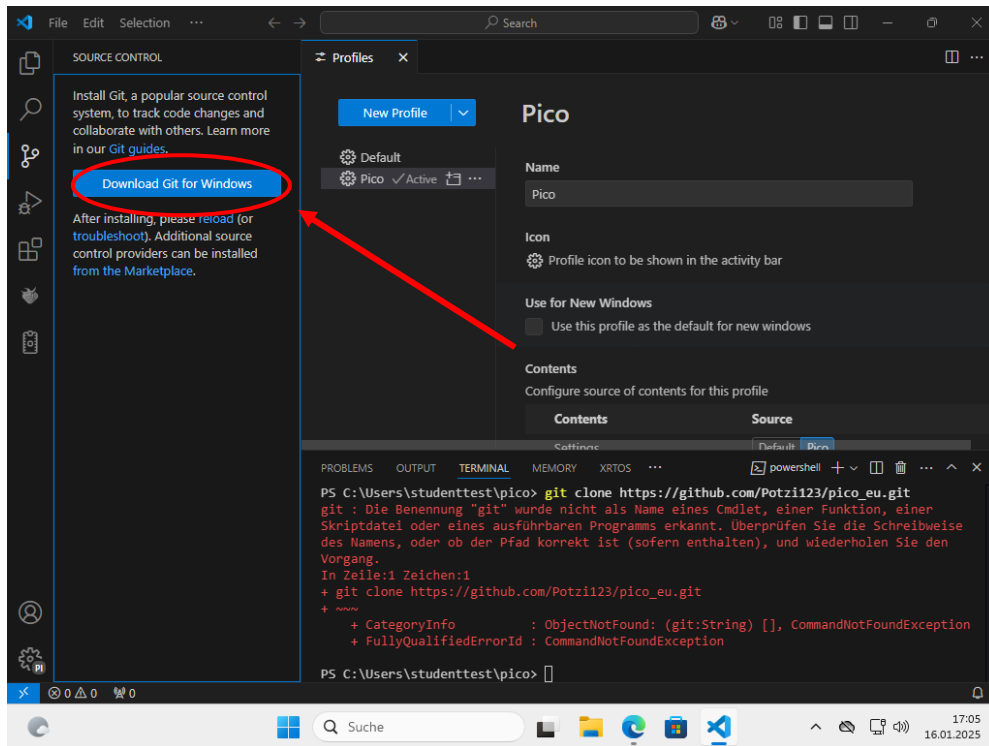 File Edit Selection ··· Search
SOURCE CONTROL
Install Git, a popular source control
system, to track code changes and
collaborate with others. Learn more
in our Git guides.
Download Git for Windows
After installing, please reload (or
troubleshoot). Additional source
control providers can be installed
from the Marketplace.
Profiles
New Profile
Default
Pico Active
Pico
Name
Pico
Icon
Profile icon to be shown in the activity bar
Use for New Windows
Use this profile as the default for new windows
Contents
Configure source of contents for this profile
Contents Source
Settings Default Pico
PROBLEMS OUTPUT TERMINAL MEMORY XRTOS ··· powershell
PS C:\Users\studenttest\pico> git clone https://github.com/Potzi123/pico_eu.git
git : Die Benennung "git" wurde nicht als Name eines Cmdlet, einer Funktion, einer
Skriptdatei oder eines ausführbaren Programms erkannt. Überprüfen Sie die Schreibweise
des Namens, oder ob der Pfad korrekt ist (sofern enthalten), und wiederholen Sie den
Vorgang.
In Zeile:1 Zeichen:1
+ git clone https://github.com/Potzi123/pico_eu.git
+ ~~~
+ CategoryInfo : ObjectNotFound: (git:String) [], CommandNotFoundException
+ FullyQualifiedErrorId : CommandNotFoundException
PS C:\Users\studenttest\pico>
PI
0 0 0
Suche
17:05
16.01.2025